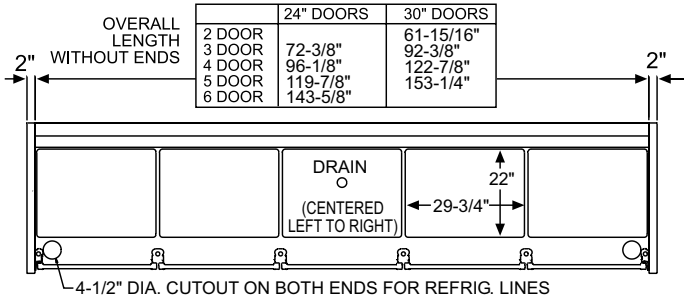 OVERALL
LENGTH
WITHOUT ENDS
24" DOORS 30" DOORS
2 DOOR 61-15/16"
3 DOOR 72-3/8" 92-3/8"
4 DOOR 96-1/8" 122-7/8"
5 DOOR 119-7/8" 153-1/4"
6 DOOR 143-5/8"
2" 2"
DRAIN
(CENTERED
LEFT TO RIGHT)
22"
29-3/4"
4-1/2" DIA. CUTOUT ON BOTH ENDS FOR REFRIG. LINES